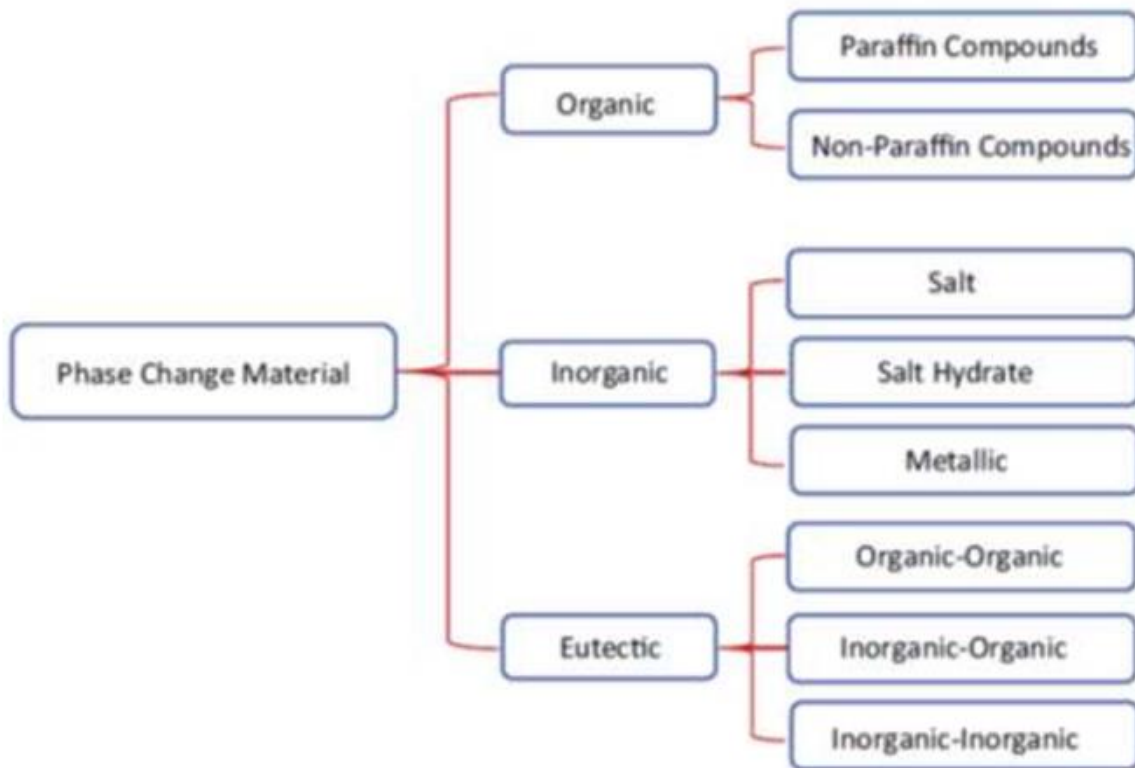 Paraffin Compounds
Organic
Non-Paraffin Compounds
Salt
Phase Change Material
Inorganic
Salt Hydrate
Metallic
Organic-Organic
Eutectic
Inorganic-Organic
Inorganic-Inorganic